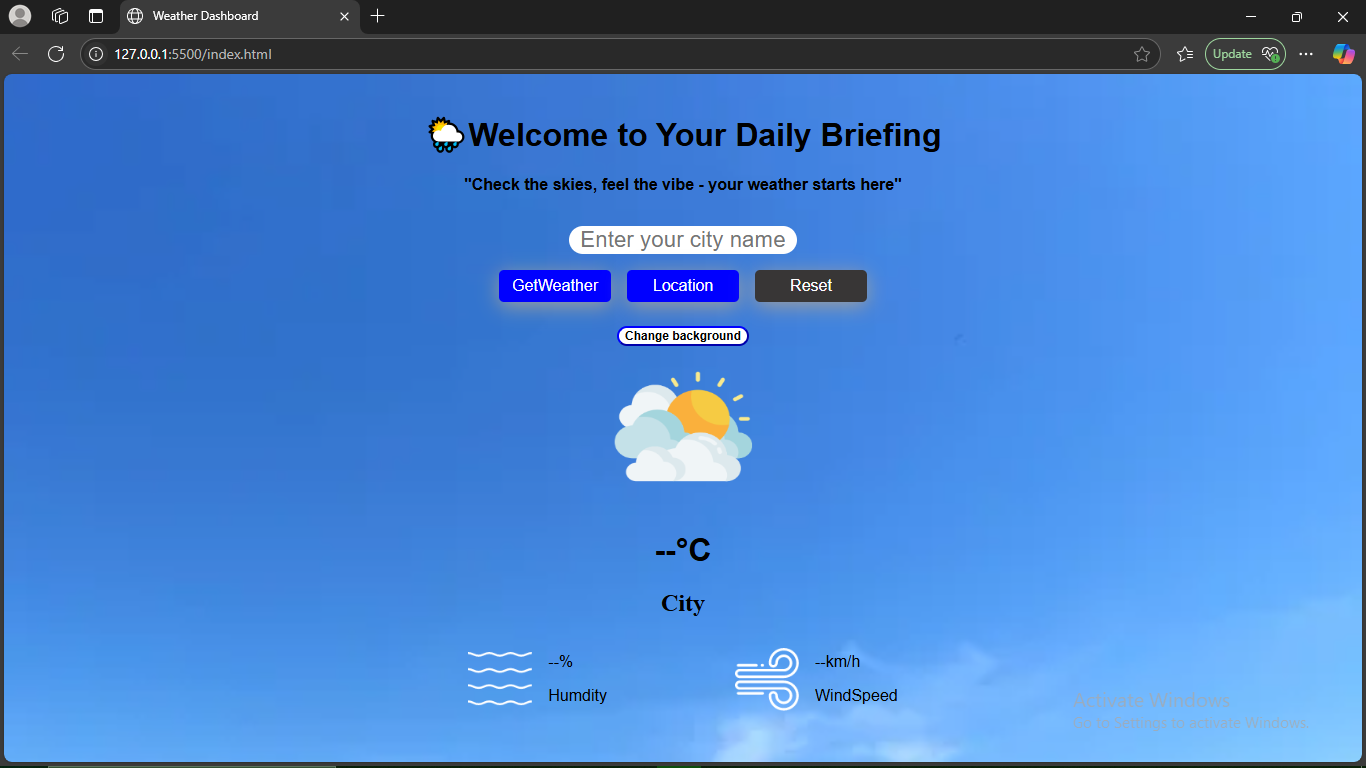 Weather Dashboard
127.0.0.1:5500/index.html
Update
Welcome to Your Daily Briefing
"Check the skies, feel the vibe - your weather starts here"
Enter your city name
GetWeather Location Reset
Change background
--°C
City
--% --km/h
Humdity WindSpeed
Activate Windows
Go to Settings to activate Windows.